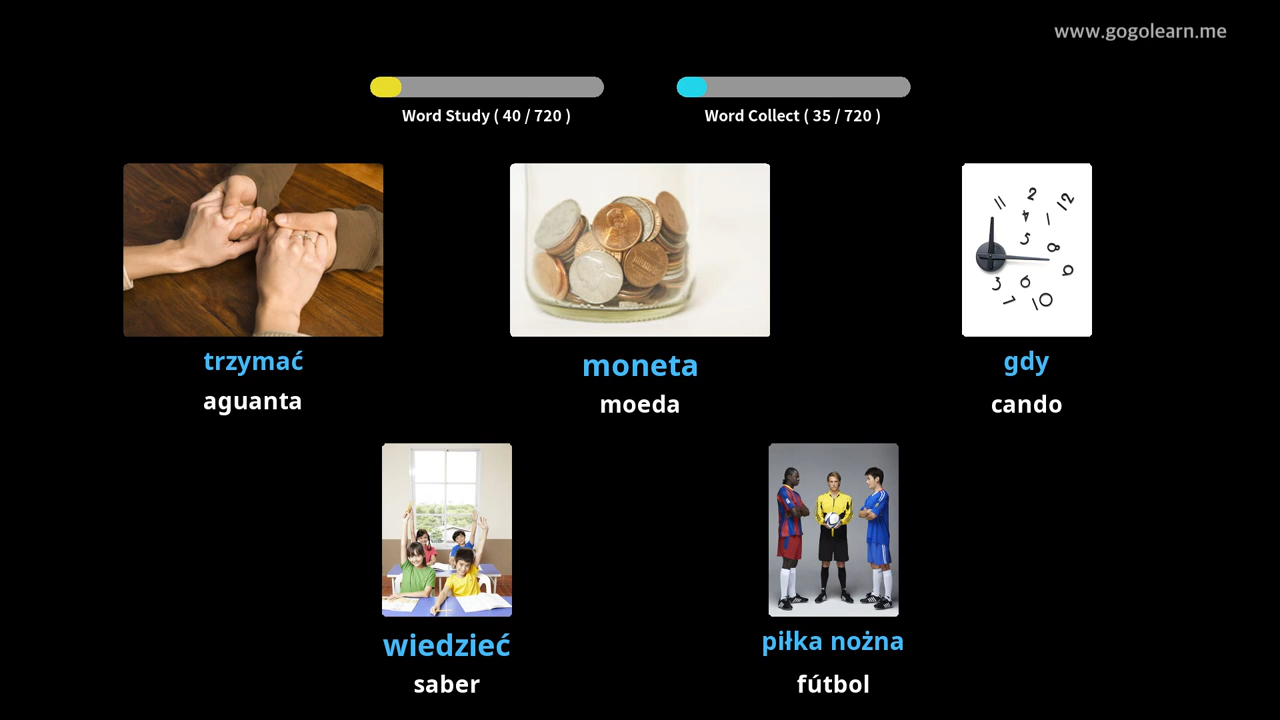 www.gogolearn.me
Word Study ( 40 / 720 )
Word Collect ( 35 / 720 )
trzymać
aguanta
moneta
moeda
gdy
cando
wiedzieć
saber
piłka nożna
fútbol